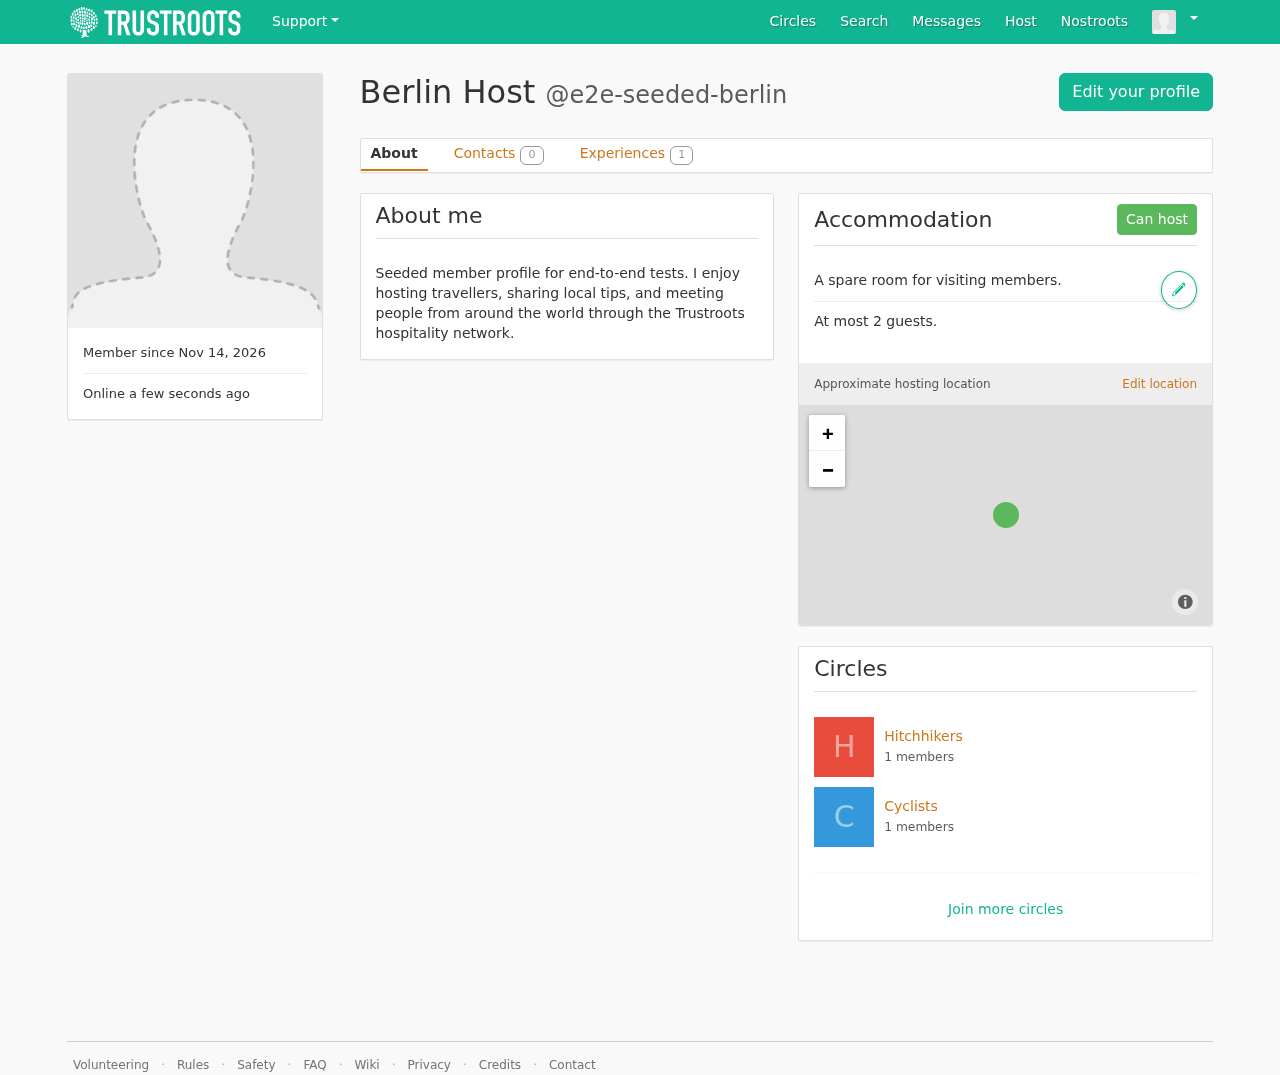 TRUSTROOTS
Support
Circles
Search
Messages
Host
Nostroots
Berlin Host @e2e-seeded-berlin
Edit your profile
About
Contacts 0
Experiences 1
Member since Nov 14, 2026
Online a few seconds ago
About me
Seeded member profile for end-to-end tests. I enjoy
hosting travellers, sharing local tips, and meeting
people from around the world through the Trustroots
hospitality network.
Accommodation
Can host
A spare room for visiting members.
At most 2 guests.
Approximate hosting location
Edit location
+
−
Circles
H
Hitchhikers
1 members
C
Cyclists
1 members
Join more circles
Volunteering · Rules · Safety · FAQ · Wiki · Privacy · Credits · Contact